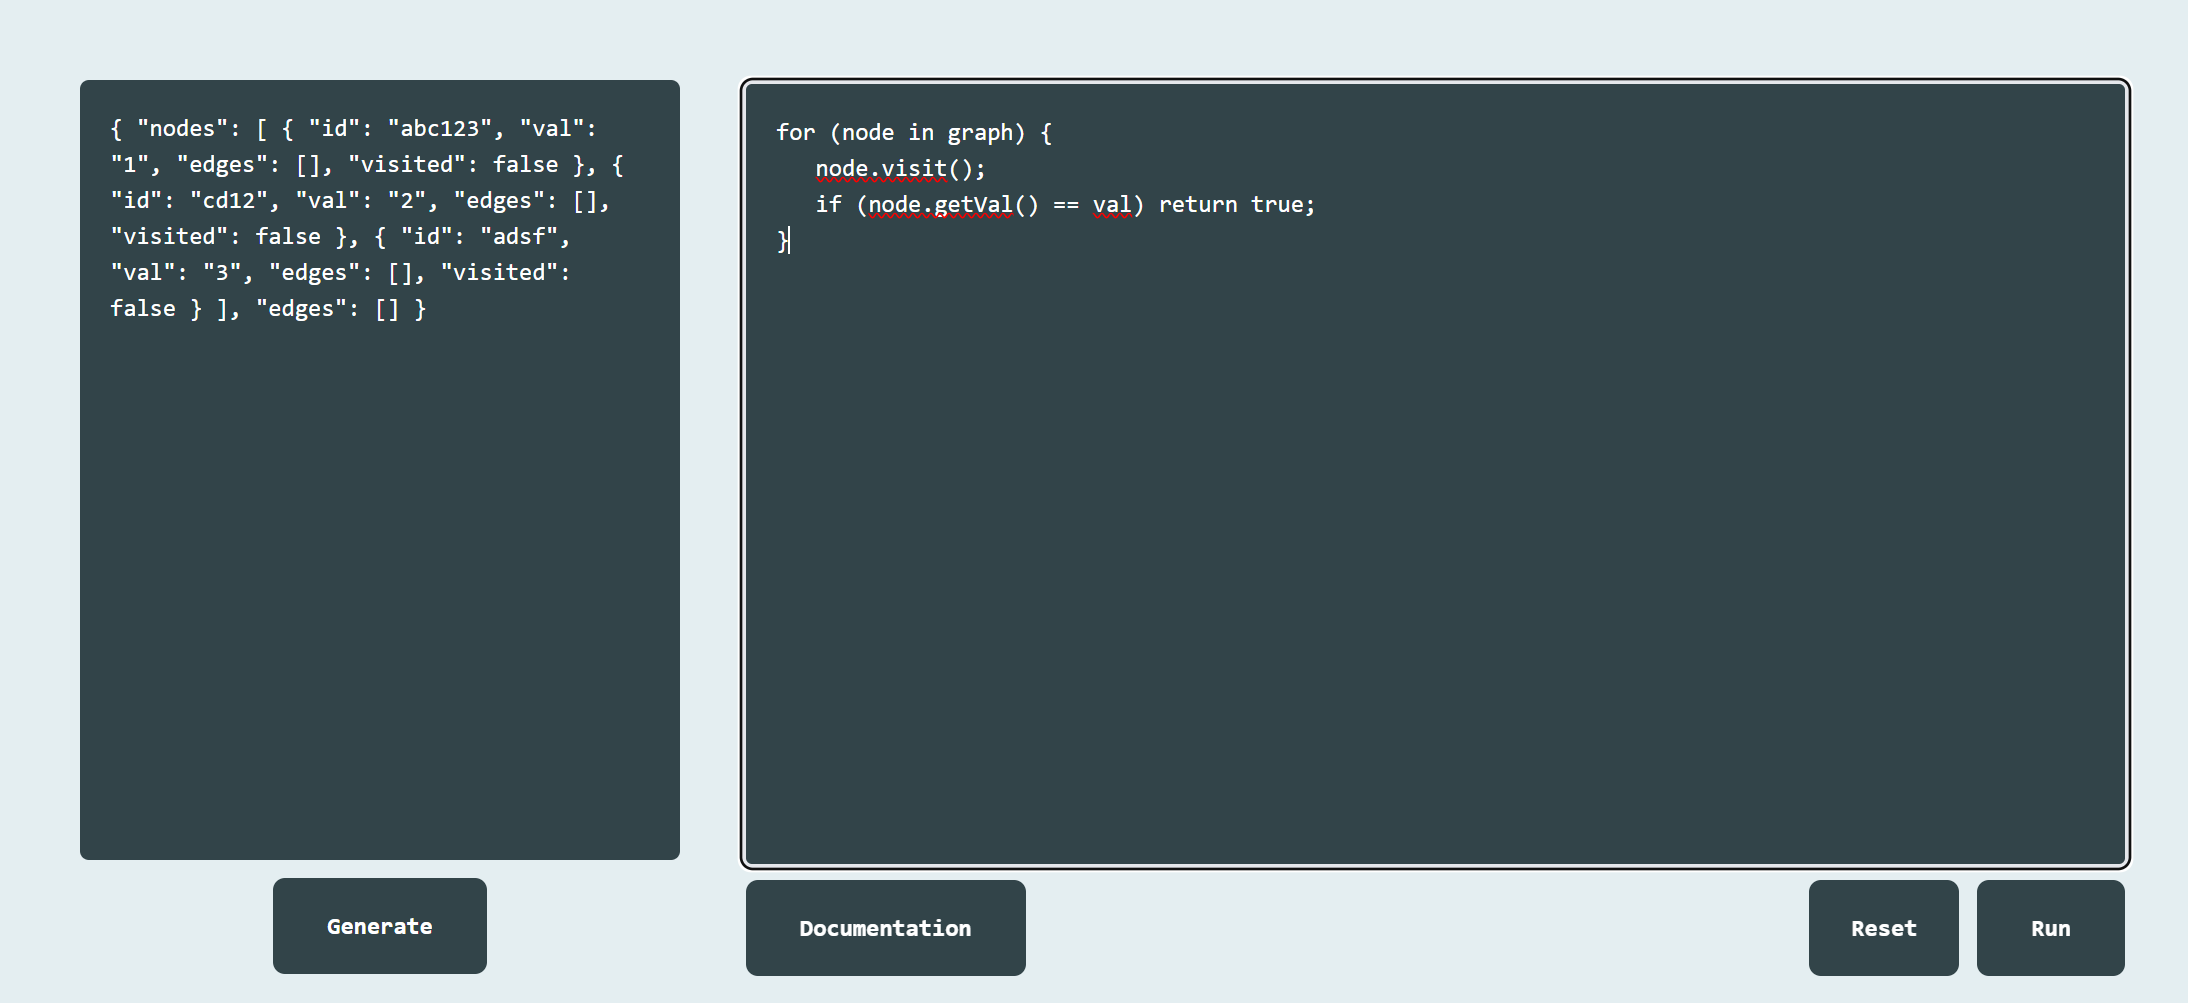 { "nodes": [ { "id": "abc123", "val":
"1", "edges": [], "visited": false }, {
"id": "cd12", "val": "2", "edges": [],
"visited": false }, { "id": "adsf",
"val": "3", "edges": [], "visited":
false } ], "edges": [] }
Generate
for (node in graph) {
   node.visit();
   if (node.getVal() == val) return true;
}
Documentation
Reset
Run